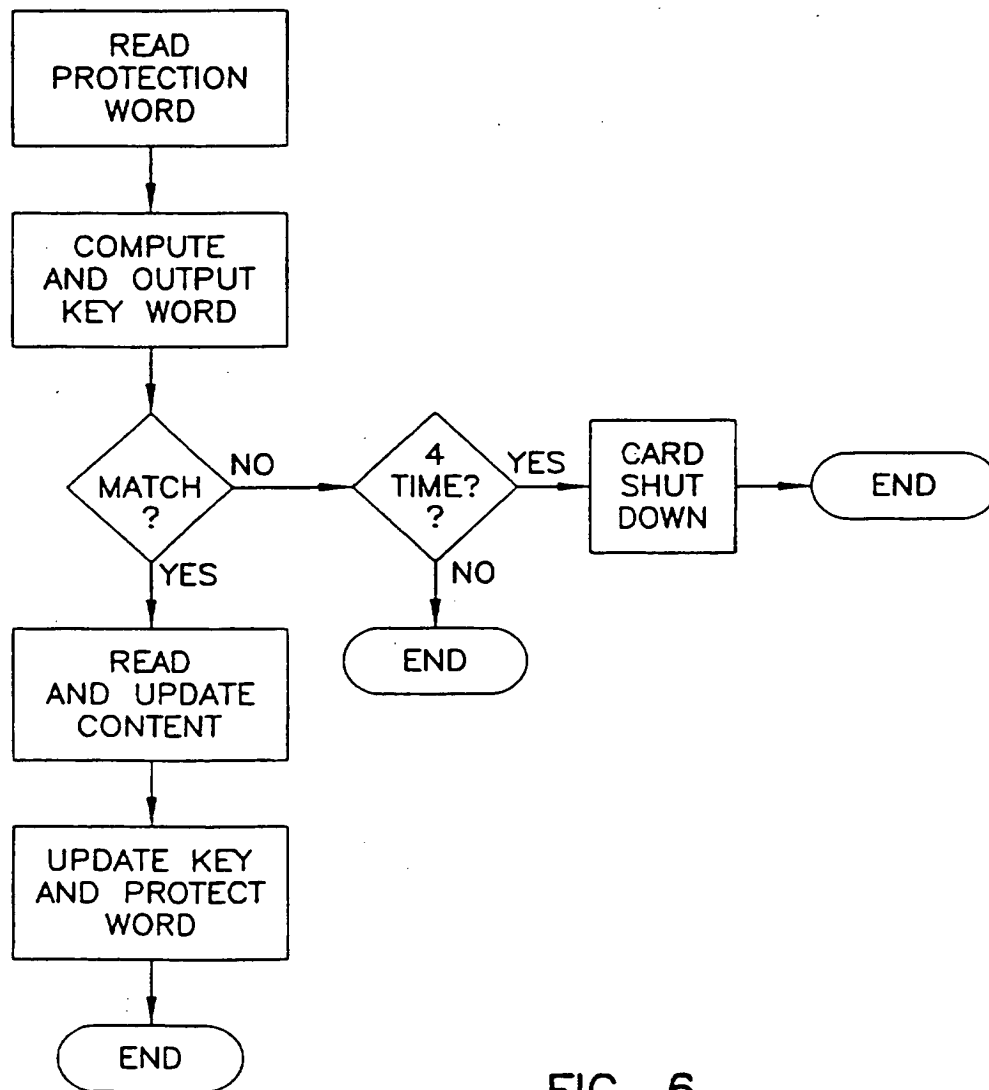 READ
PROTECTION
WORD
COMPUTE
AND OUTPUT
KEY WORD
MATCH
?
NO
4
TIME?
?
YES
CARD
SHUT
DOWN
END
YES
NO
END
READ
AND UPDATE
CONTENT
UPDATE KEY
AND PROTECT
WORD
END
FIG. 6